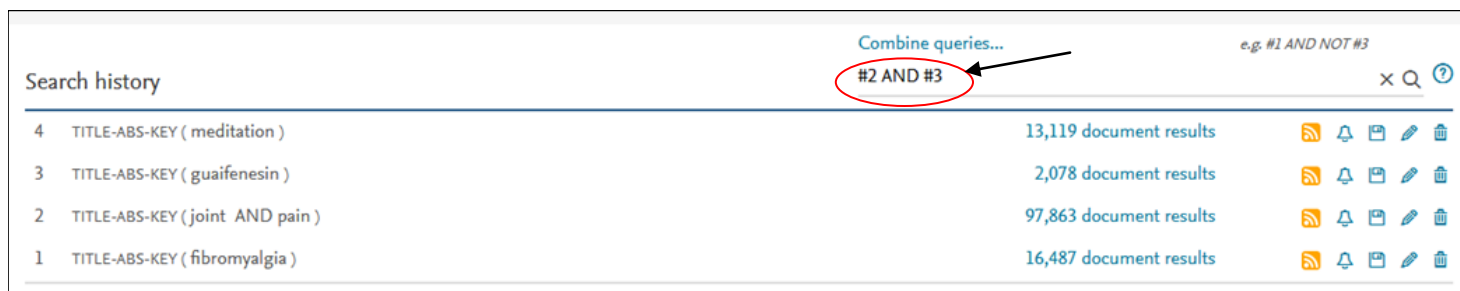 Combine queries... e.g. #1 AND NOT #3
Search history #2 AND #3
4 TITLE-ABS-KEY ( meditation ) 13,119 document results
3 TITLE-ABS-KEY ( guaifenesin ) 2,078 document results
2 TITLE-ABS-KEY ( joint AND pain ) 97,863 document results
1 TITLE-ABS-KEY ( fibromyalgia ) 16,487 document results